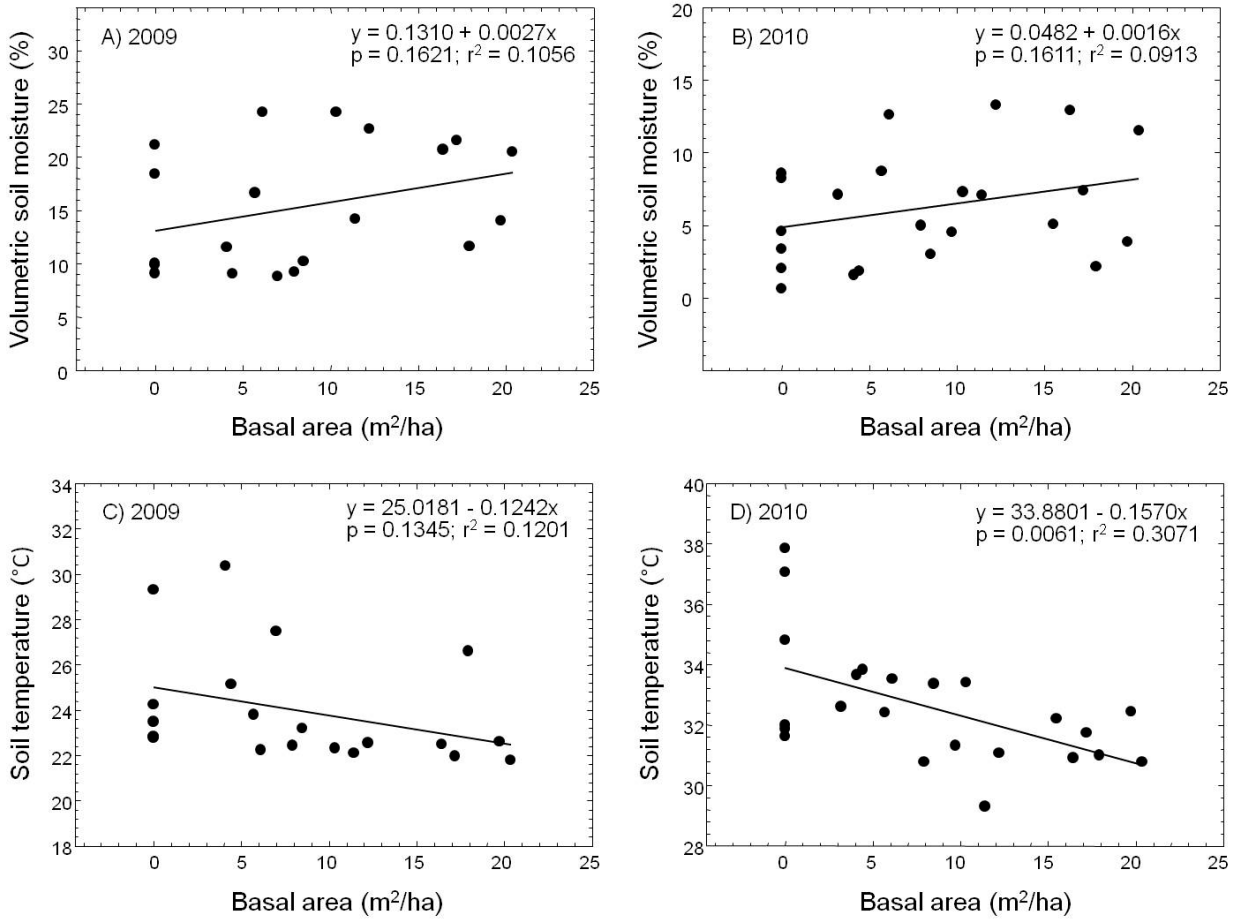 A) 2009
y = 0.1310 + 0.0027x
p = 0.1621; r² = 0.1056
Volumetric soil moisture (%)
30
25
20
15
10
5
0
0 5 10 15 20 25
Basal area (m²/ha)
B) 2010
y = 0.0482 + 0.0016x
p = 0.1611; r² = 0.0913
Volumetric soil moisture (%)
20
15
10
5
0
0 5 10 15 20 25
Basal area (m²/ha)
C) 2009
y = 25.0181 - 0.1242x
p = 0.1345; r² = 0.1201
Soil temperature (°C)
34
32
30
28
26
24
22
20
18
0 5 10 15 20 25
Basal area (m²/ha)
D) 2010
y = 33.8801 - 0.1570x
p = 0.0061; r² = 0.3071
Soil temperature (°C)
40
38
36
34
32
31
28
0 5 10 15 20 25
Basal area (m²/ha)